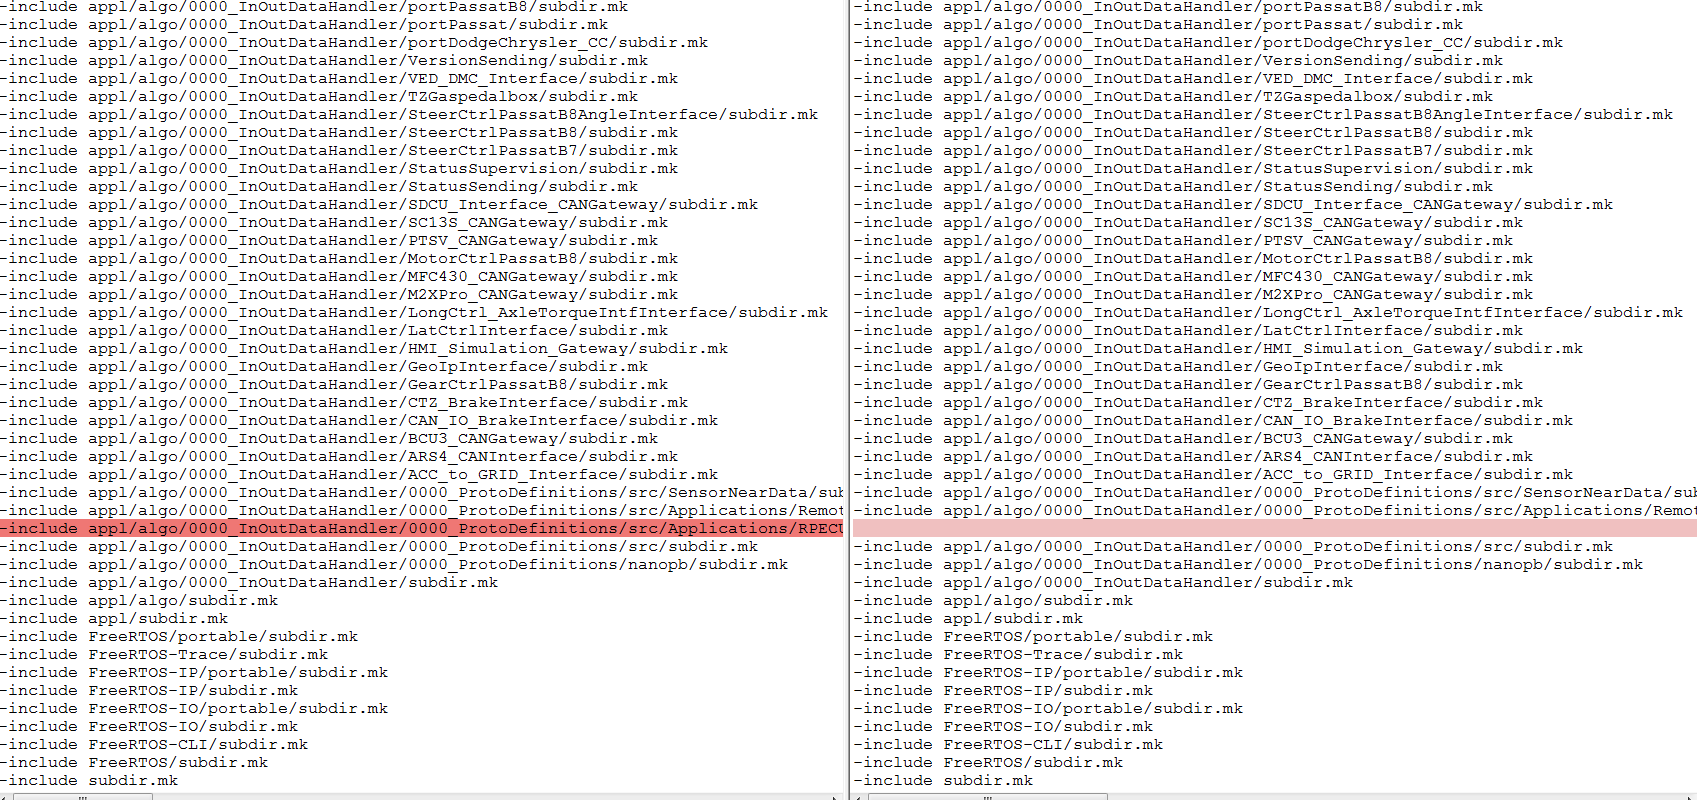 -include appl/algo/0000_InOutDataHandler/portPassatB8/subdir.mk
-include appl/algo/0000_InOutDataHandler/portPassat/subdir.mk
-include appl/algo/0000_InOutDataHandler/portDodgeChrysler_CC/subdir.mk
-include appl/algo/0000_InOutDataHandler/VersionSending/subdir.mk
-include appl/algo/0000_InOutDataHandler/VED_DMC_Interface/subdir.mk
-include appl/algo/0000_InOutDataHandler/TZGaspedalbox/subdir.mk
-include appl/algo/0000_InOutDataHandler/SteerCtrlPassatB8AngleInterface/subdir.mk
-include appl/algo/0000_InOutDataHandler/SteerCtrlPassatB8/subdir.mk
-include appl/algo/0000_InOutDataHandler/SteerCtrlPassatB7/subdir.mk
-include appl/algo/0000_InOutDataHandler/StatusSupervision/subdir.mk
-include appl/algo/0000_InOutDataHandler/StatusSending/subdir.mk
-include appl/algo/0000_InOutDataHandler/SDCU_Interface_CANGateway/subdir.mk
-include appl/algo/0000_InOutDataHandler/SC13S_CANGateway/subdir.mk
-include appl/algo/0000_InOutDataHandler/PTSV_CANGateway/subdir.mk
-include appl/algo/0000_InOutDataHandler/MotorCtrlPassatB8/subdir.mk
-include appl/algo/0000_InOutDataHandler/MFC430_CANGateway/subdir.mk
-include appl/algo/0000_InOutDataHandler/M2XPro_CANGateway/subdir.mk
-include appl/algo/0000_InOutDataHandler/LongCtrl_AxleTorqueIntfInterface/subdir.mk
-include appl/algo/0000_InOutDataHandler/LatCtrlInterface/subdir.mk
-include appl/algo/0000_InOutDataHandler/HMI_Simulation_Gateway/subdir.mk
-include appl/algo/0000_InOutDataHandler/GeoIpInterface/subdir.mk
-include appl/algo/0000_InOutDataHandler/GearCtrlPassatB8/subdir.mk
-include appl/algo/0000_InOutDataHandler/CTZ_BrakeInterface/subdir.mk
-include appl/algo/0000_InOutDataHandler/CAN_IO_BrakeInterface/subdir.mk
-include appl/algo/0000_InOutDataHandler/BCU3_CANGateway/subdir.mk
-include appl/algo/0000_InOutDataHandler/ARS4_CANInterface/subdir.mk
-include appl/algo/0000_InOutDataHandler/ACC_to_GRID_Interface/subdir.mk
-include appl/algo/0000_InOutDataHandler/0000_ProtoDefinitions/src/SensorNearData/sub
-include appl/algo/0000_InOutDataHandler/0000_ProtoDefinitions/src/Applications/Remot
-include appl/algo/0000_InOutDataHandler/0000_ProtoDefinitions/src/Applications/RPECU
-include appl/algo/0000_InOutDataHandler/0000_ProtoDefinitions/src/subdir.mk
-include appl/algo/0000_InOutDataHandler/0000_ProtoDefinitions/nanopb/subdir.mk
-include appl/algo/0000_InOutDataHandler/subdir.mk
-include appl/algo/subdir.mk
-include appl/subdir.mk
-include FreeRTOS/portable/subdir.mk
-include FreeRTOS-Trace/subdir.mk
-include FreeRTOS-IP/portable/subdir.mk
-include FreeRTOS-IP/subdir.mk
-include FreeRTOS-IO/portable/subdir.mk
-include FreeRTOS-IO/subdir.mk
-include FreeRTOS-CLI/subdir.mk
-include FreeRTOS/subdir.mk
-include subdir.mk
-include appl/algo/0000_InOutDataHandler/portPassatB8/subdir.mk
-include appl/algo/0000_InOutDataHandler/portPassat/subdir.mk
-include appl/algo/0000_InOutDataHandler/portDodgeChrysler_CC/subdir.mk
-include appl/algo/0000_InOutDataHandler/VersionSending/subdir.mk
-include appl/algo/0000_InOutDataHandler/VED_DMC_Interface/subdir.mk
-include appl/algo/0000_InOutDataHandler/TZGaspedalbox/subdir.mk
-include appl/algo/0000_InOutDataHandler/SteerCtrlPassatB8AngleInterface/subdir.mk
-include appl/algo/0000_InOutDataHandler/SteerCtrlPassatB8/subdir.mk
-include appl/algo/0000_InOutDataHandler/SteerCtrlPassatB7/subdir.mk
-include appl/algo/0000_InOutDataHandler/StatusSupervision/subdir.mk
-include appl/algo/0000_InOutDataHandler/StatusSending/subdir.mk
-include appl/algo/0000_InOutDataHandler/SDCU_Interface_CANGateway/subdir.mk
-include appl/algo/0000_InOutDataHandler/SC13S_CANGateway/subdir.mk
-include appl/algo/0000_InOutDataHandler/PTSV_CANGateway/subdir.mk
-include appl/algo/0000_InOutDataHandler/MotorCtrlPassatB8/subdir.mk
-include appl/algo/0000_InOutDataHandler/MFC430_CANGateway/subdir.mk
-include appl/algo/0000_InOutDataHandler/M2XPro_CANGateway/subdir.mk
-include appl/algo/0000_InOutDataHandler/LongCtrl_AxleTorqueIntfInterface/subdir.mk
-include appl/algo/0000_InOutDataHandler/LatCtrlInterface/subdir.mk
-include appl/algo/0000_InOutDataHandler/HMI_Simulation_Gateway/subdir.mk
-include appl/algo/0000_InOutDataHandler/GeoIpInterface/subdir.mk
-include appl/algo/0000_InOutDataHandler/GearCtrlPassatB8/subdir.mk
-include appl/algo/0000_InOutDataHandler/CTZ_BrakeInterface/subdir.mk
-include appl/algo/0000_InOutDataHandler/CAN_IO_BrakeInterface/subdir.mk
-include appl/algo/0000_InOutDataHandler/BCU3_CANGateway/subdir.mk
-include appl/algo/0000_InOutDataHandler/ARS4_CANInterface/subdir.mk
-include appl/algo/0000_InOutDataHandler/ACC_to_GRID_Interface/subdir.mk
-include appl/algo/0000_InOutDataHandler/0000_ProtoDefinitions/src/SensorNearData/sub
-include appl/algo/0000_InOutDataHandler/0000_ProtoDefinitions/src/Applications/Remot
-include appl/algo/0000_InOutDataHandler/0000_ProtoDefinitions/src/subdir.mk
-include appl/algo/0000_InOutDataHandler/0000_ProtoDefinitions/nanopb/subdir.mk
-include appl/algo/0000_InOutDataHandler/subdir.mk
-include appl/algo/subdir.mk
-include appl/subdir.mk
-include FreeRTOS/portable/subdir.mk
-include FreeRTOS-Trace/subdir.mk
-include FreeRTOS-IP/portable/subdir.mk
-include FreeRTOS-IP/subdir.mk
-include FreeRTOS-IO/portable/subdir.mk
-include FreeRTOS-IO/subdir.mk
-include FreeRTOS-CLI/subdir.mk
-include FreeRTOS/subdir.mk
-include subdir.mk